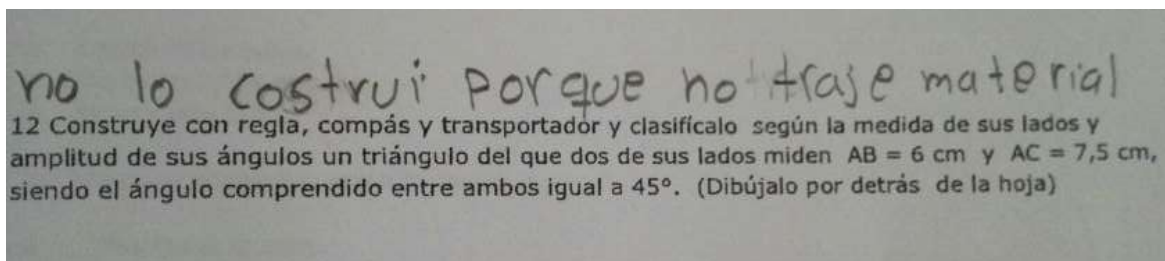 no lo costrui porque no traje material
12 Construye con regla, compás y transportador y clasifícalo según la medida de sus lados y
amplitud de sus ángulos un triángulo del que dos de sus lados miden AB = 6 cm y AC = 7,5 cm,
siendo el ángulo comprendido entre ambos igual a 45º. (Dibújalo por detrás de la hoja)